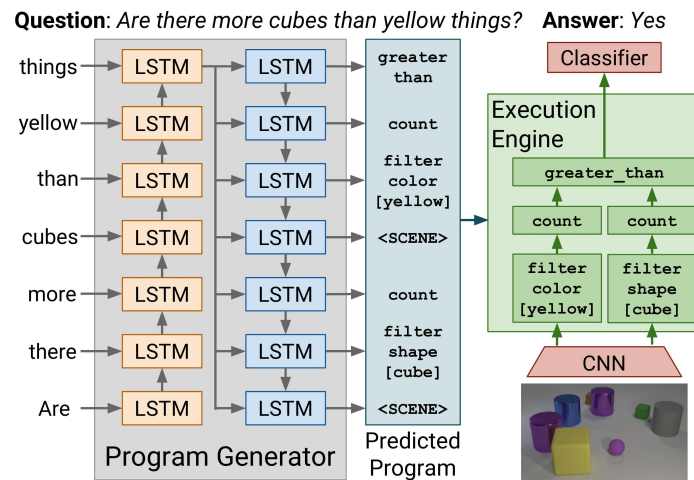 Question: Are there more cubes than yellow things? Answer: Yes
things
yellow
than
cubes
more
there
Are
LSTM
LSTM
LSTM
LSTM
LSTM
LSTM
LSTM
LSTM
LSTM
LSTM
LSTM
LSTM
LSTM
LSTM
Program Generator
greater
than
count
filter
color
[yellow]
<SCENE>
count
filter
shape
[cube]
<SCENE>
Predicted
Program
Classifier
Execution
Engine
greater_than
count
count
filter
color
[yellow]
filter
shape
[cube]
CNN